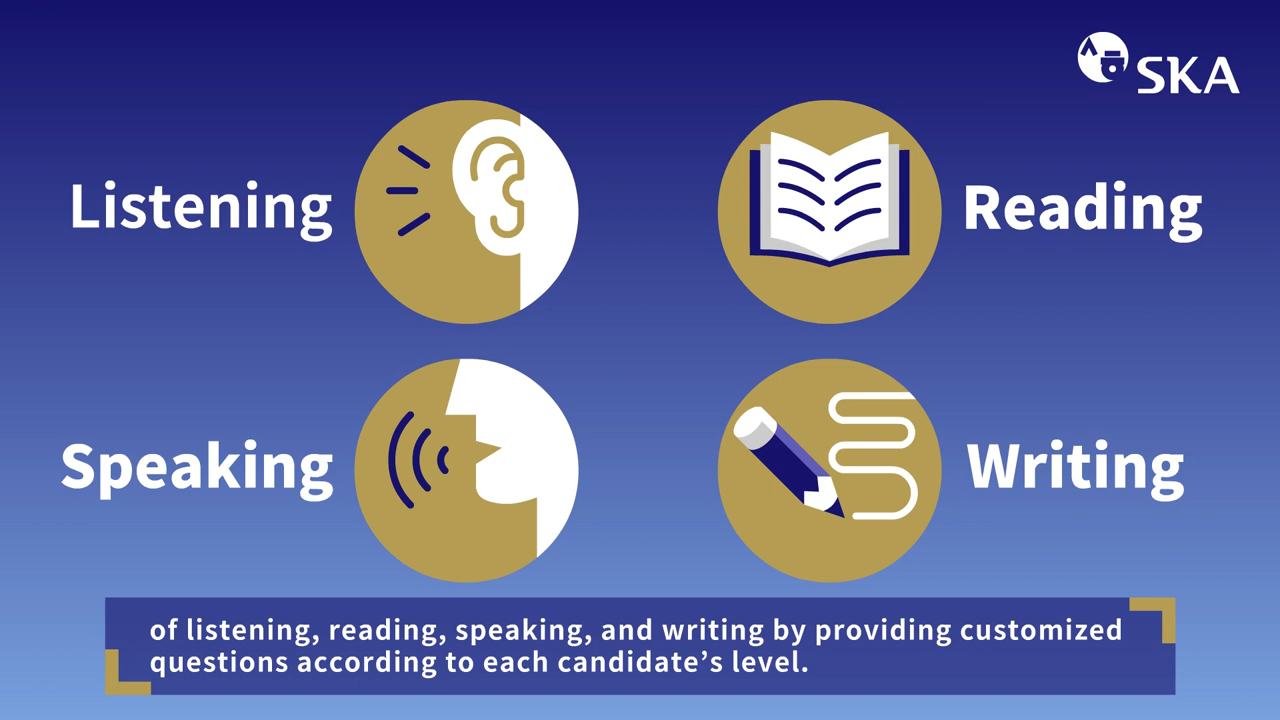 SKA
Listening
Reading
Speaking
Writing
of listening, reading, speaking, and writing by providing customized
questions according to each candidate’s level.